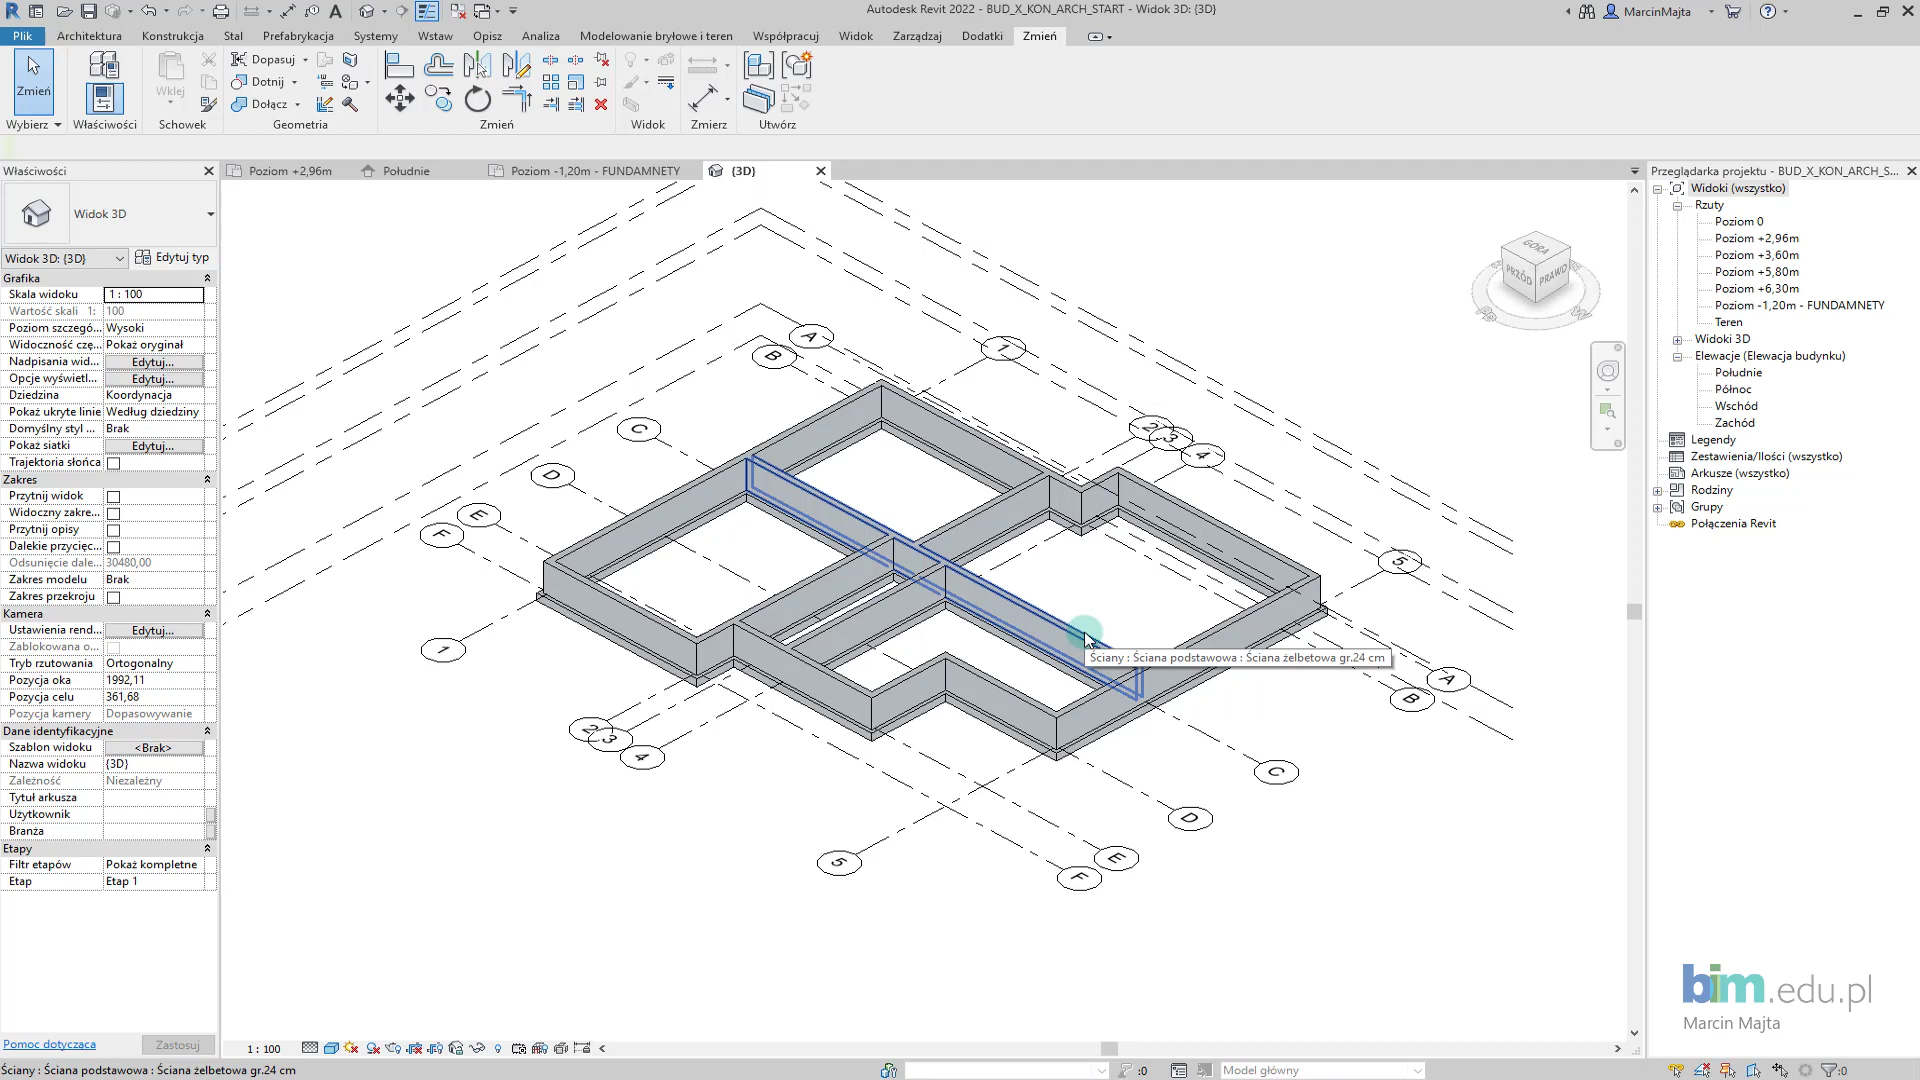 Autodesk Revit 2022 - BUD_X_KON_ARCH_START - Widok 3D: {3D}
MarcinMajta
Plik Architektura Konstrukcja Stal Prefabrykacja Systemy Wstaw Opisz Analiza Modelowanie bryłowe i teren Współpracuj Widok Zarządzaj Dodatki Zmień
Zmień
Wklej
Dopasuj
Dotnij
Dołącz
Wybierz Właściwości Schowek Geometria Zmień Widok Zmierz Utwórz
Właściwości
Poziom +2,96m
Południe
Poziom -1,20m - FUNDAMNETY
{3D}
Widok 3D
Widok 3D: {3D}
Edytuj typ
Grafika
Skala widoku 1 : 100
Wartość skali 1: 100
Poziom szczegó... Wysoki
Widoczność czę... Pokaż oryginał
Nadpisania wid... Edytuj...
Opcje wyświetl... Edytuj...
Dziedzina Koordynacja
Pokaż ukryte linie Według dziedziny
Domyślny styl ... Brak
Pokaż siatki Edytuj...
Trajektoria słońca
Zakres
Przytnij widok
Widoczny zakre...
Przytnij opisy
Dalekie przycięc...
Odsunięcie dale... 30480,00
Zakres modelu Brak
Zakres przekroju
Kamera
Ustawienia rend... Edytuj...
Zablokowana o...
Tryb rzutowania Ortogonalny
Pozycja oka 1992,11
Pozycja celu 361,68
Pozycja kamery Dopasowywanie
Dane identyfikacyjne
Szablon widoku <Brak>
Nazwa widoku {3D}
Zależność Niezależny
Tytuł arkusza
Użytkownik
Branża
Etapy
Filtr etapów Pokaż kompletne
Etap Etap 1
Pomoc dotycząca
Zastosuj
GÓRA
PRZÓD
PRAWO
A
B
1
C
2
3
4
D
E
F
5
1
A
B
2
3
4
C
D
5
E
F
Ściany : Ściana podstawowa : Ściana żelbetowa gr.24 cm
Przeglądarka projektu - BUD_X_KON_ARCH_S...
Widoki (wszystko)
Rzuty
Poziom 0
Poziom +2,96m
Poziom +3,60m
Poziom +5,80m
Poziom +6,30m
Poziom -1,20m - FUNDAMNETY
Teren
Widoki 3D
Elewacje (Elewacja budynku)
Południe
Północ
Wschód
Zachód
Legendy
Zestawienia/Ilości (wszystko)
Arkusze (wszystko)
Rodziny
Grupy
Połączenia Revit
bim.edu.pl
Marcin Majta
1 : 100
Ściany : Ściana podstawowa : Ściana żelbetowa gr.24 cm
:0
Model główny
:0